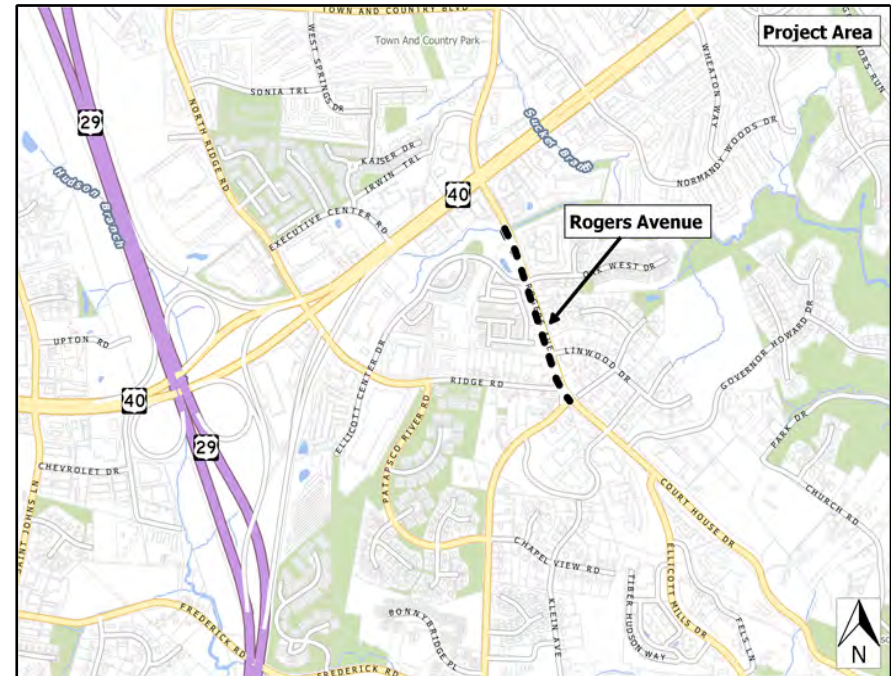 TOWN AND COUNTRY BLVD
Project Area
Town And Country Park
WEST SPRINGS DR
SONIA TRL
29
NORTH RIDGE RD
WHEATON WAY
Sucket Branch
KAISER DR
IRWIN TRL
NORMANDY WOODS DR
Hudson Branch
40
EXECUTIVE CENTER RD
Rogers Avenue
OAK WEST DR
UPTON RD
LINWOOD DR
GOVERNOR HOWARD DR
ELLICOTT CENTER DR
RIDGE RD
40
29
PATAPSCO RIVER RD
PARK DR
CHEVROLET DR
CHURCH RD
SAINT JOHNS LN
COURT HOUSE DR
CHAPEL VIEW RD
ELLICOTT MILLS DR
TIBER HUDSON WAY
FELS LN
KLEIN AVE
BONNYBRIDGE PL
FREDERICK RD
FREDERICK RD
N